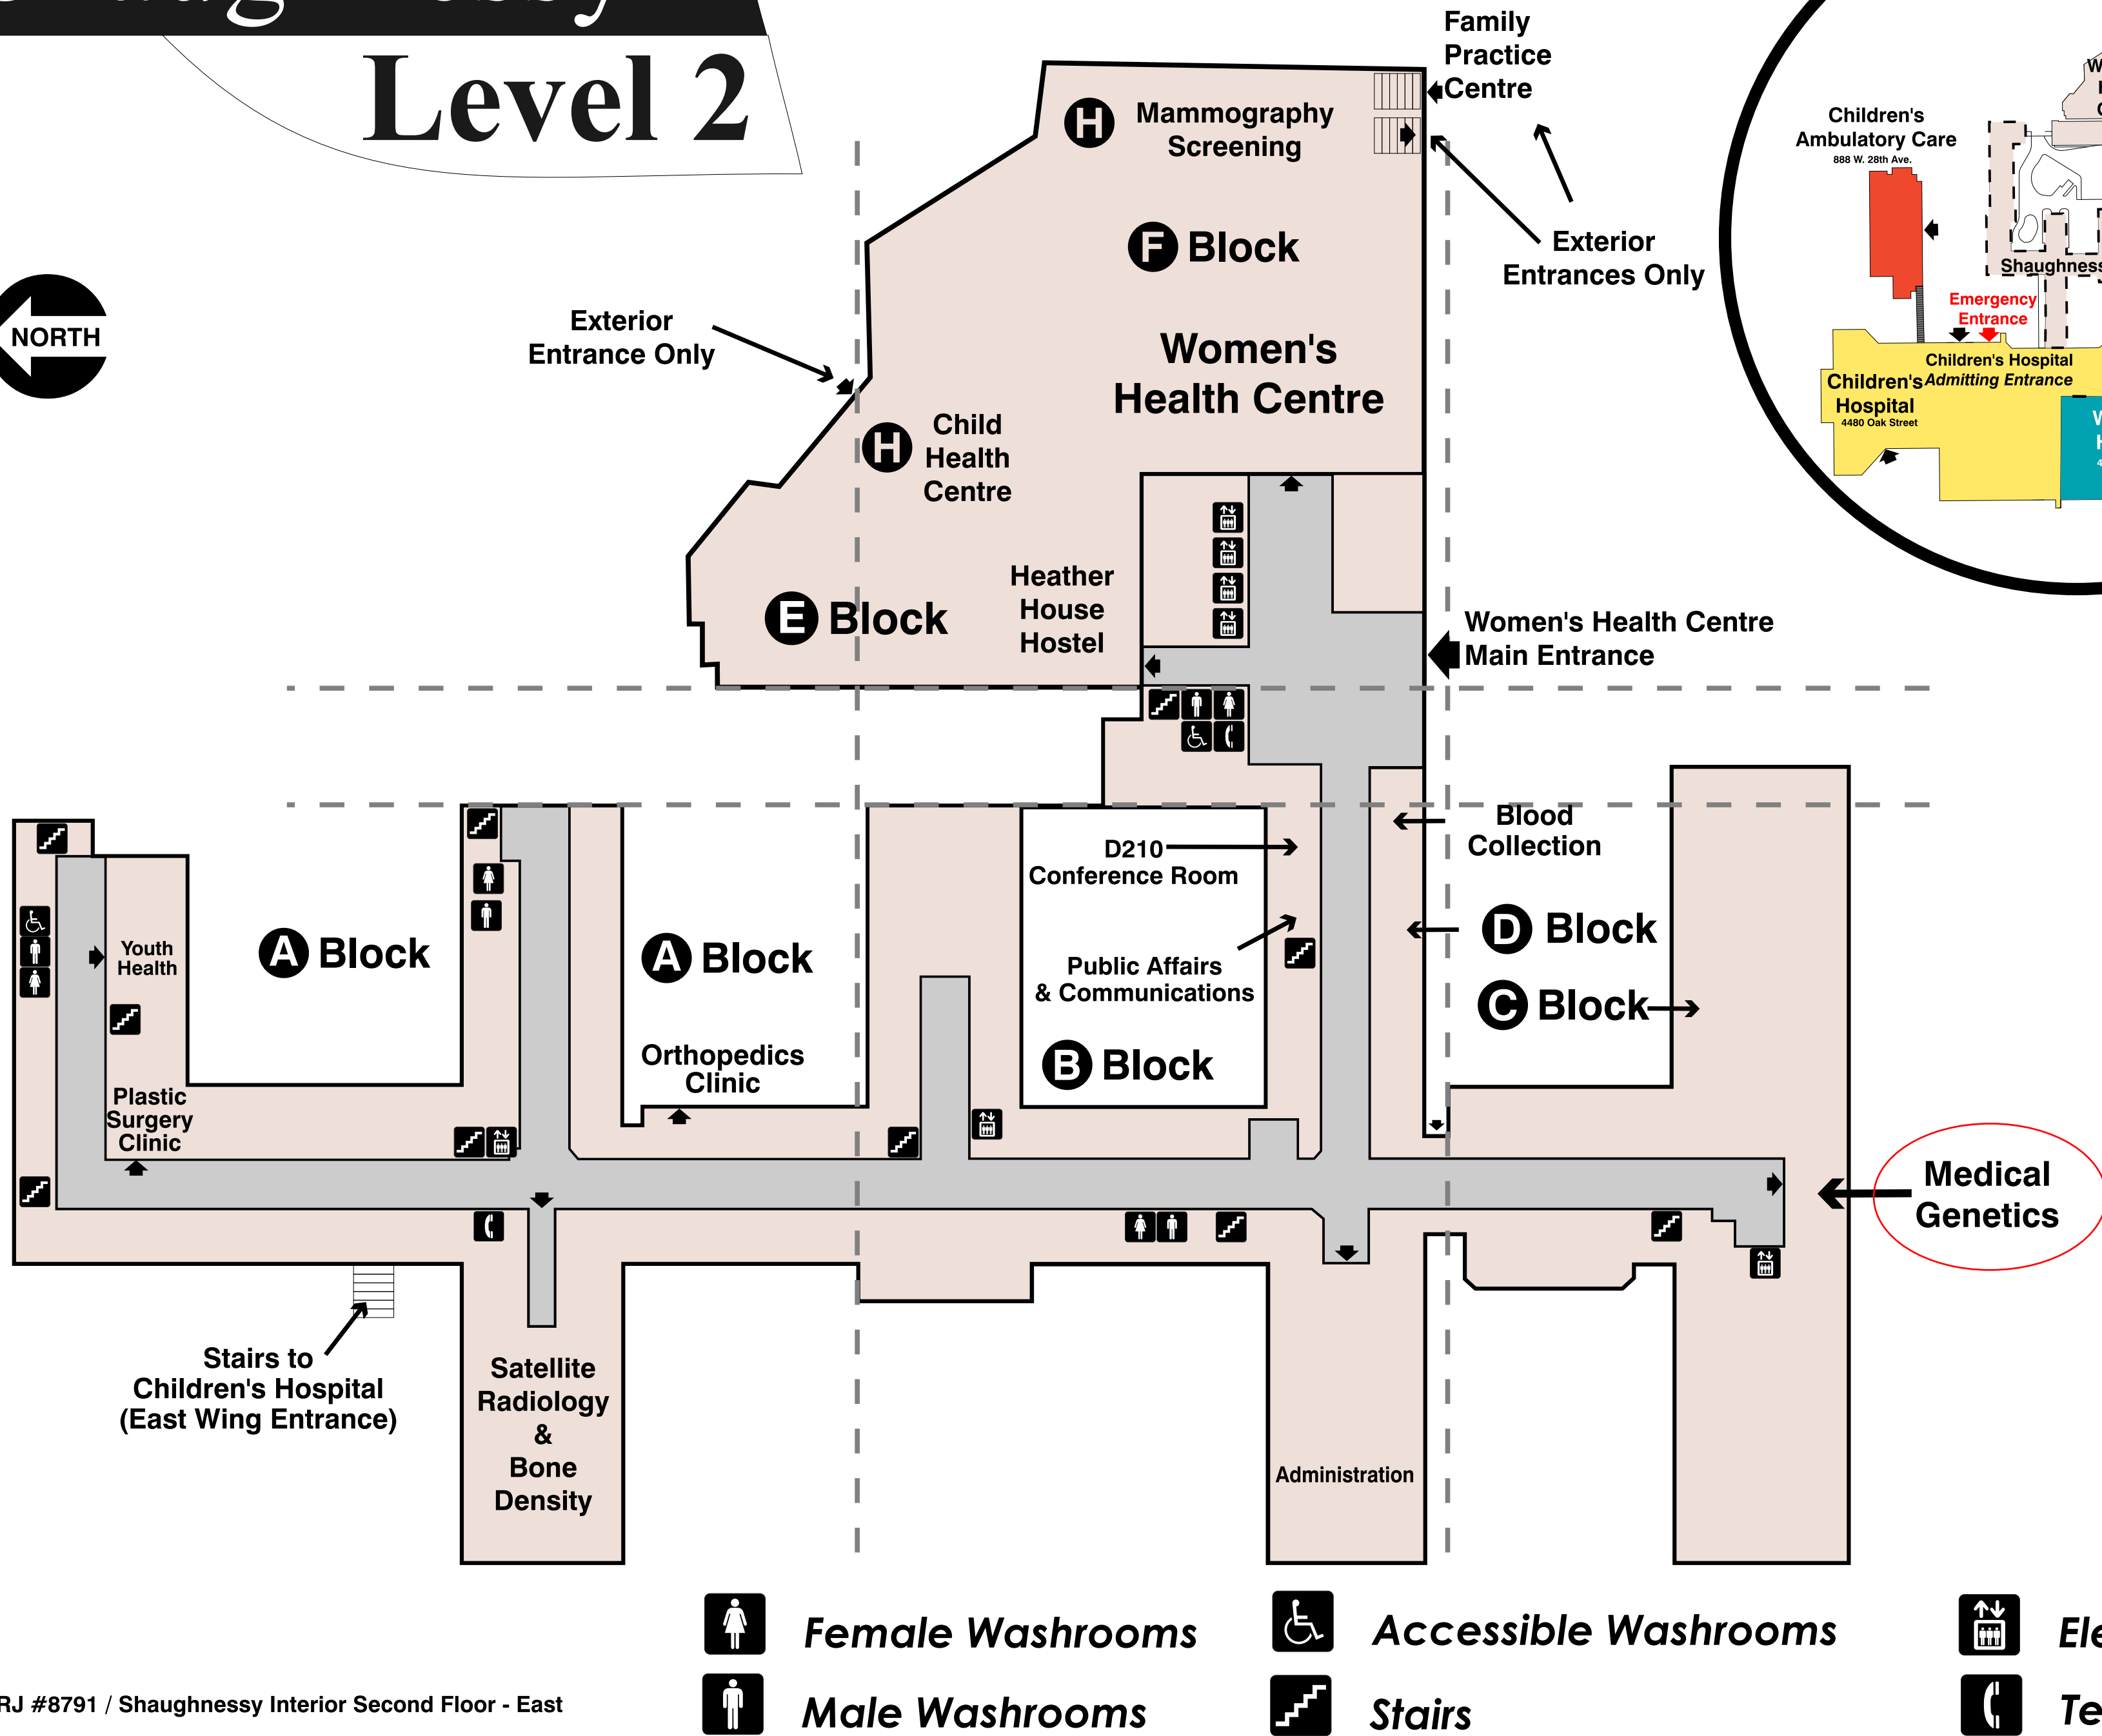 Level 2
NORTH
Family
Practice
Centre
H Mammography
Screening
F Block
Exterior
Entrances Only
Exterior
Entrance Only
Women's
Health Centre
H Child
Health
Centre
Heather
House
Hostel
E Block
Women's Health Centre
Main Entrance
Children's
Ambulatory Care
888 W. 28th Ave.
Emergency
Entrance
Children's Hospital
Admitting Entrance
Children's
Hospital
4480 Oak Street
Blood
Collection
D210
Conference Room
Public Affairs
& Communications
D Block
C Block
B Block
A Block
A Block
Youth
Health
Orthopedics
Clinic
Plastic
Surgery
Clinic
Medical
Genetics
Stairs to
Children's Hospital
(East Wing Entrance)
Satellite
Radiology
&
Bone
Density
Administration
Female Washrooms
Accessible Washrooms
Male Washrooms
Stairs
RJ #8791 / Shaughnessy Interior Second Floor - East